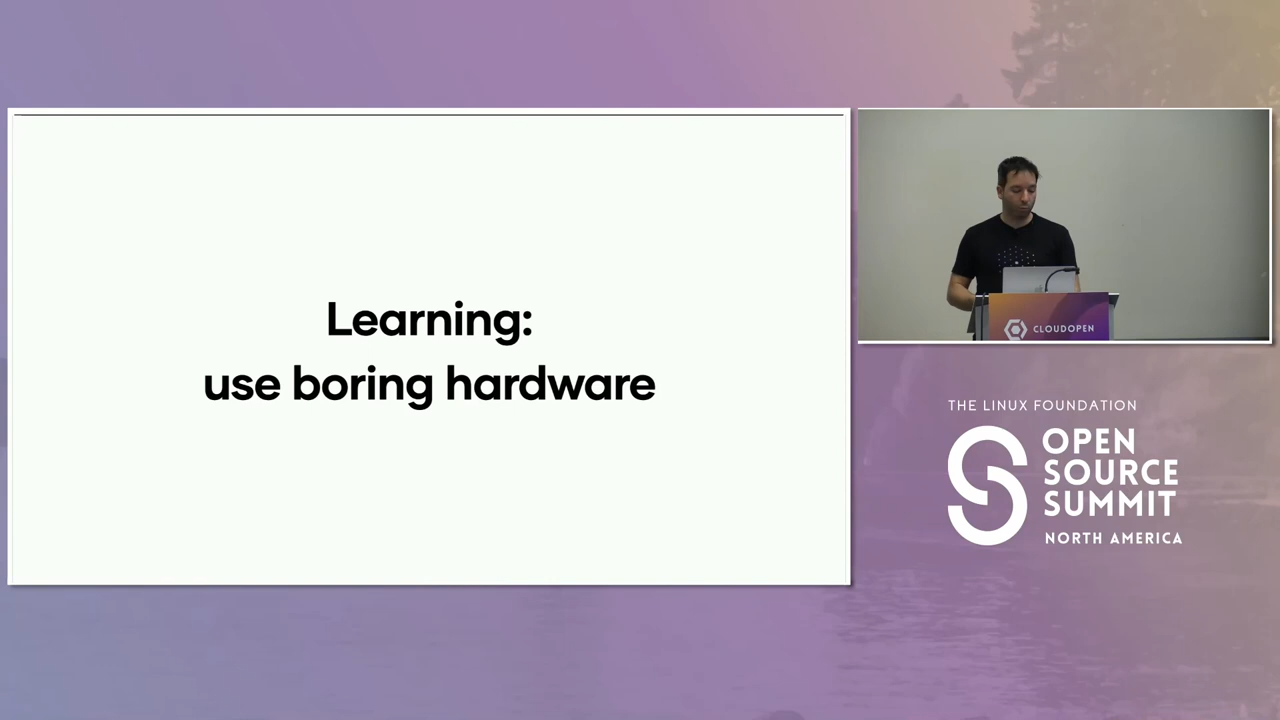 Learning:
use boring hardware
CLOUDOPEN
THE LINUX FOUNDATION
OPEN
SOURCE
SUMMIT
NORTH AMERICA